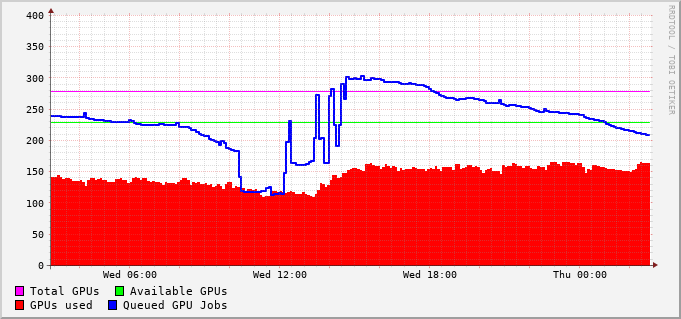 400
350
300
250
200
150
100
50
0
Wed 06:00 Wed 12:00 Wed 18:00 Thu 00:00
Total GPUs Available GPUs
GPUs used Queued GPU Jobs
RRDTOOL / TOBI OETIKER